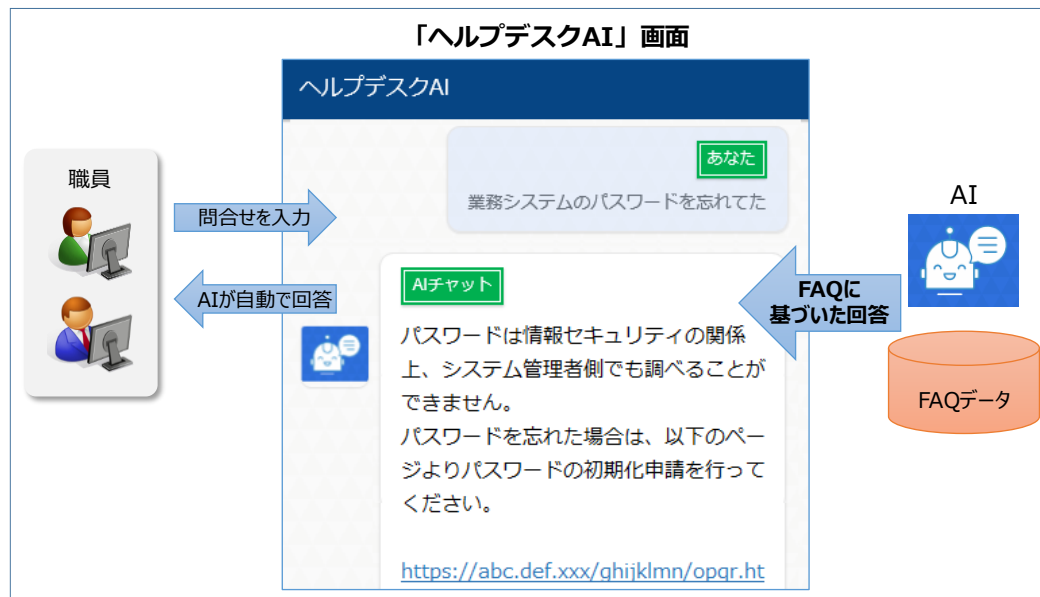 「ヘルプデスクAI」画面
ヘルプデスクAI
あなた
業務システムのパスワードを忘れてた
職員
問合せを入力
AIが自動で回答
AIチャット
パスワードは情報セキュリティの関係
上、システム管理者側でも調べることが
できません。
パスワードを忘れた場合は、以下のペー
ジよりパスワードの初期化申請を行って
ください。
https://abc.def.xxx/ghijklmn/opqr.ht
FAQに
基づいた回答
AI
FAQデータ